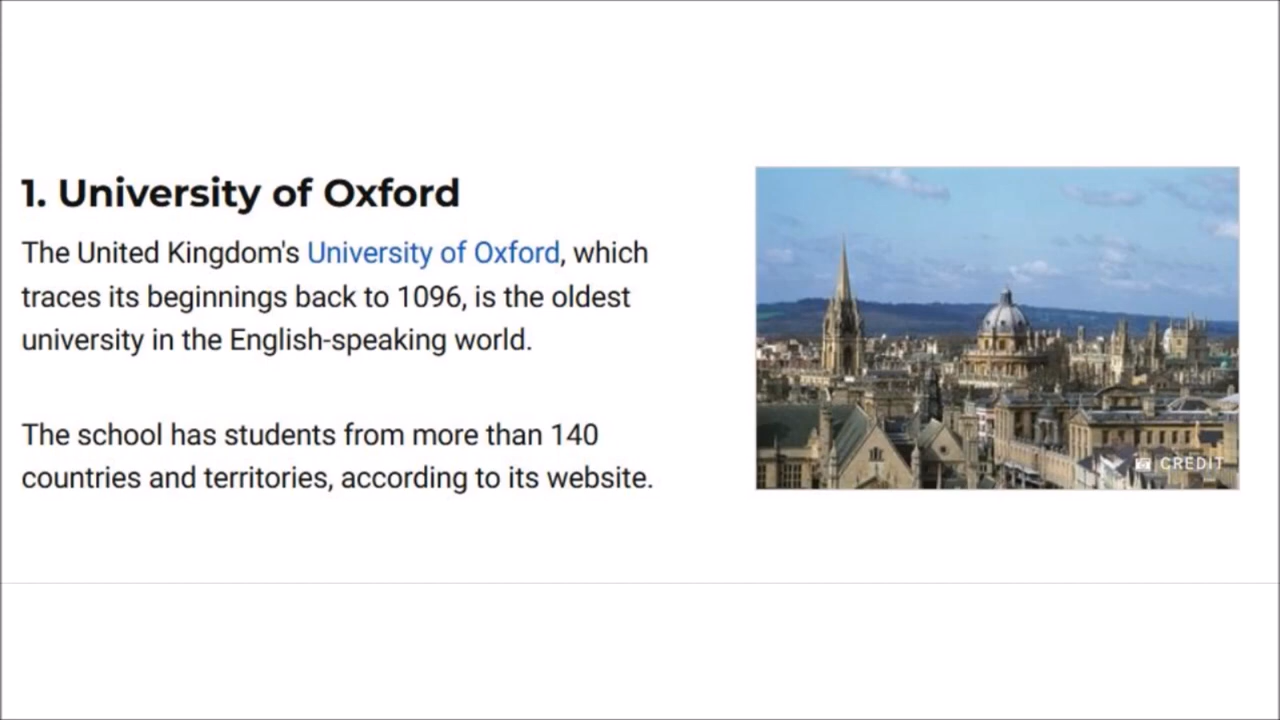 1. University of Oxford
The United Kingdom's University of Oxford, which
traces its beginnings back to 1096, is the oldest
university in the English-speaking world.
The school has students from more than 140
countries and territories, according to its website.
CREDIT